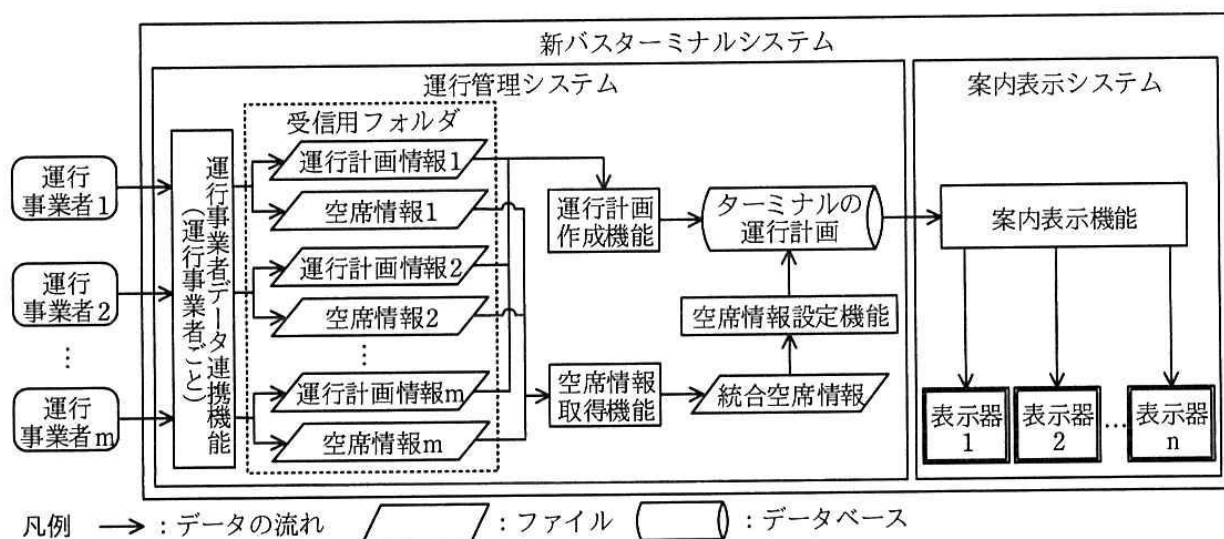 新バスターミナルシステム
運行管理システム
案内表示システム
受信用フォルダ
運行
事業者1
運行
事業者2
⋮
運行
事業者m
運行事業者データ連携機能
(運行事業者ごと)
運行計画情報1
空席情報1
運行計画情報2
空席情報2
⋮
運行計画情報m
空席情報m
運行計画
作成機能
ターミナルの
運行計画
空席情報設定機能
空席情報
取得機能
統合空席情報
案内表示機能
表示器
1
表示器
2
…
表示器
n
凡例 → :データの流れ :ファイル :データベース